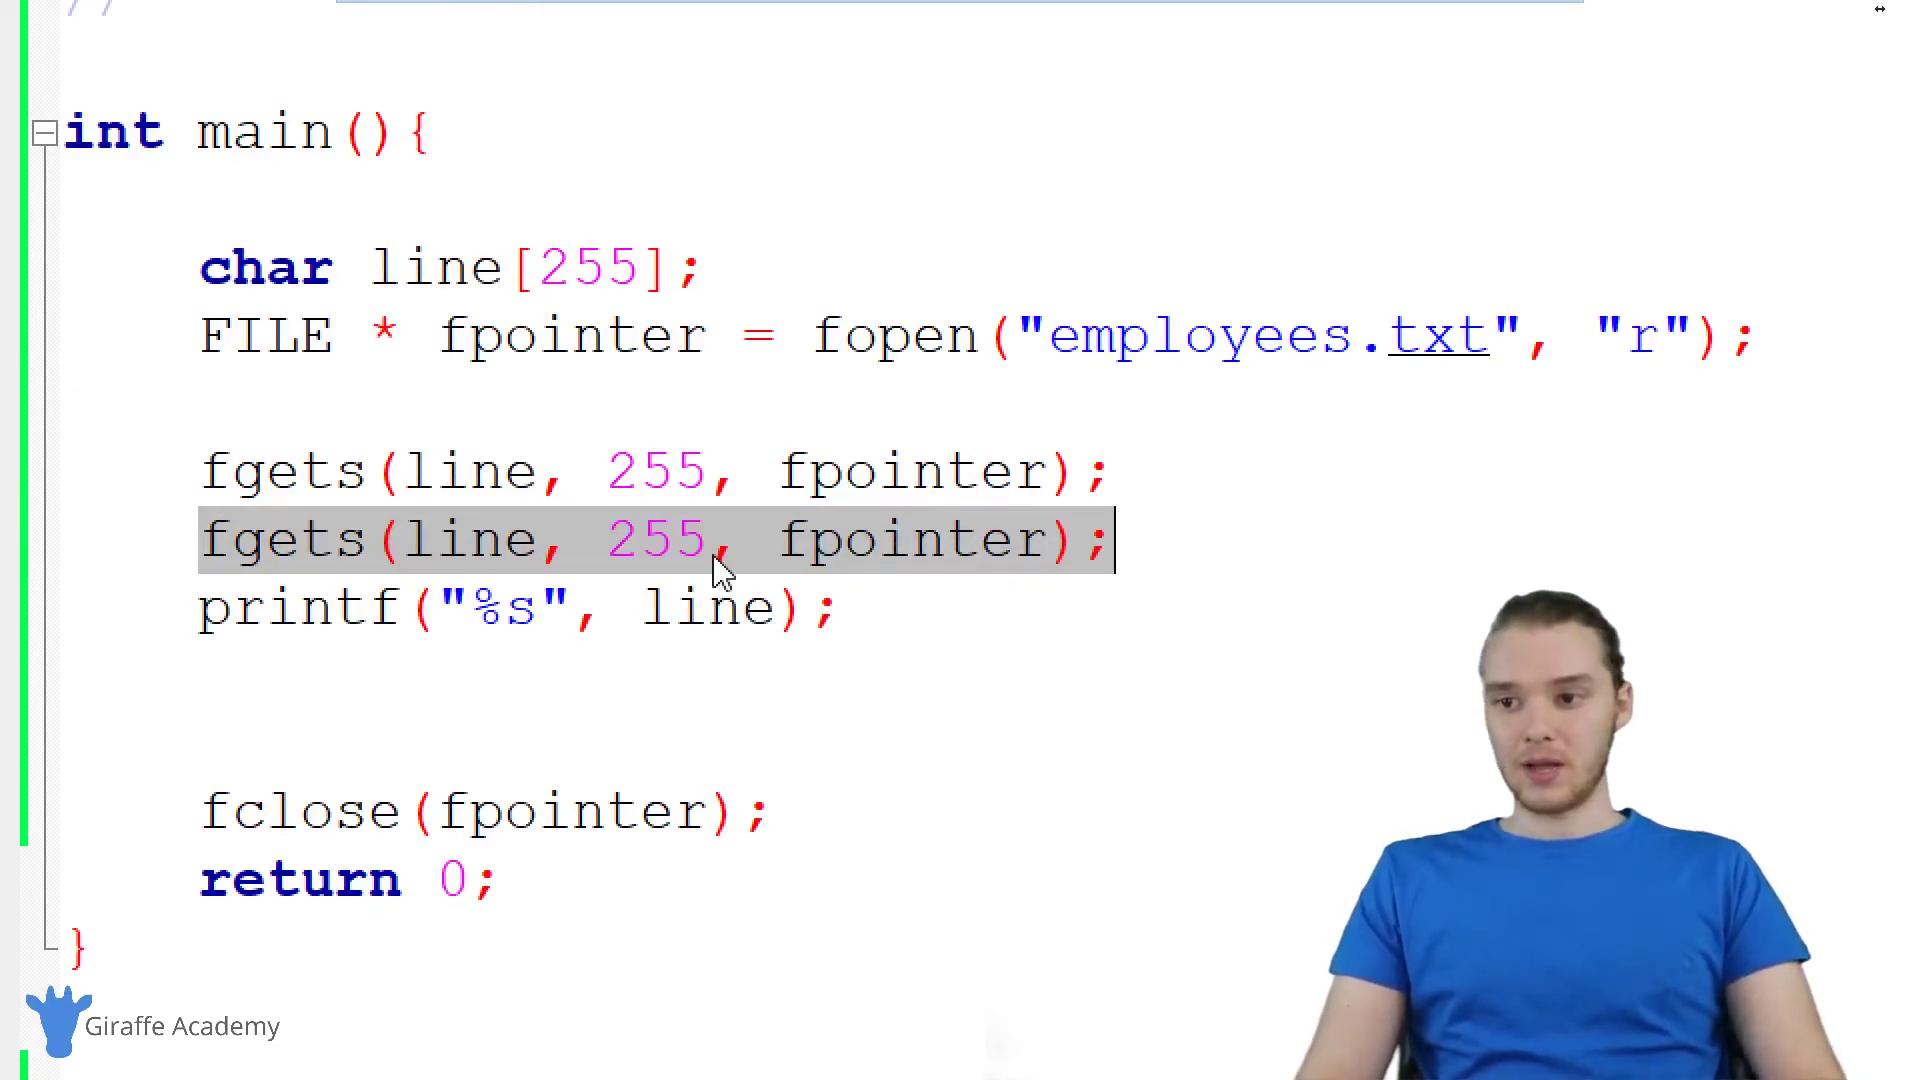 //
int main(){
char line[255];
FILE * fpointer = fopen("employees.txt", "r");
fgets(line, 255, fpointer);
fgets(line, 255, fpointer);
printf("%s", line);
fclose(fpointer);
return 0;
}
Giraffe Academy